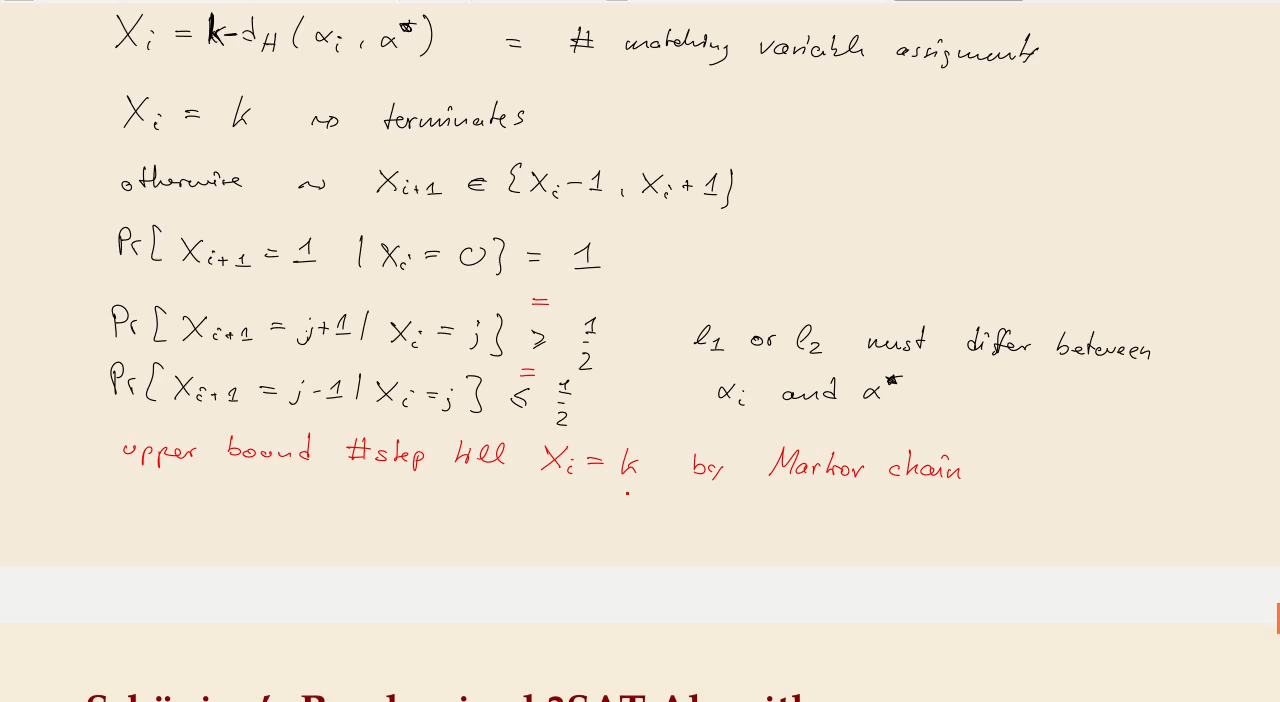 X_i = k-d_H(α_i, α*) = # matching variable assignments
X_i = k ⇝ terminates
otherwise ⇝ X_{i+1} ∈ {X_i-1, X_i+1}
Pr[X_{i+1} = 1 | X_i = 0] = 1
Pr[X_{i+1} = j+1 | X_i = j] = ≥ 1/2 l1 or l2 must differ between
Pr[X_{i+1} = j-1 | X_i = j] = ≤ 1/2 α_i and α*
upper bound #step till X_i = k by Markov chain